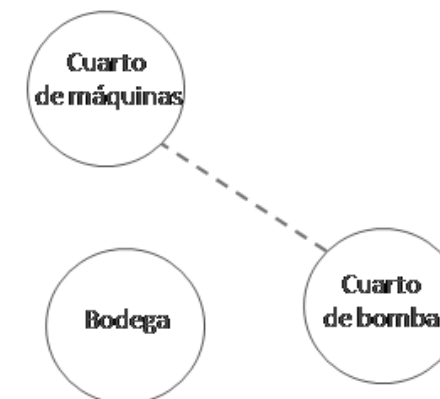 Cuarto
de máquinas
Cuarto
de bomba
Bodega